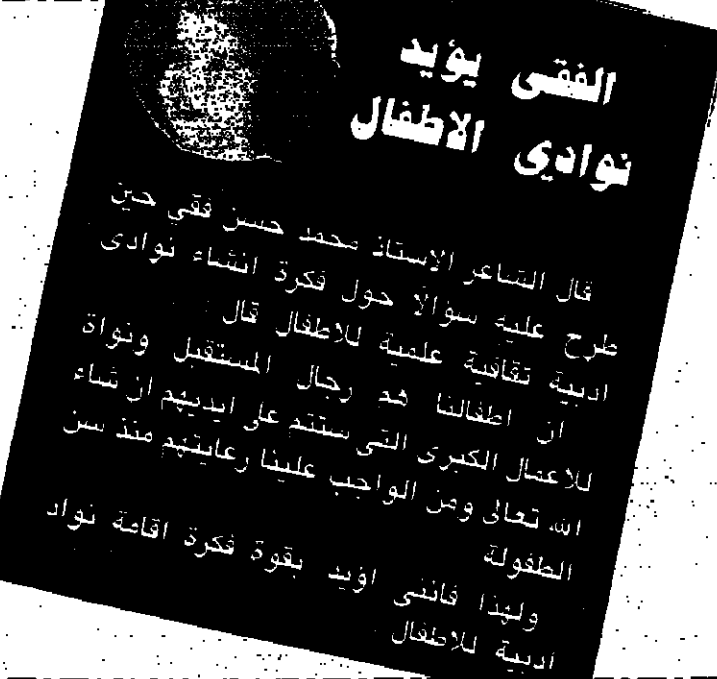 الفقى يؤيد
نوادى الاطفال
قال الشاعر الاستاذ محمد حسن فقي حين
طرح عليه سؤالا حول فكرة انشاء نوادى
ادبية ثقافية علمية للاطفال قال
ان اطفالنا هم رجال المستقبل ونواة
للاعمال الكبرى التى ستتم على ايديهم ان شاء
الله تعالى ومن الواجب علينا رعايتهم منذ سن
الطفولة
ولهذا فاننى اؤيد بقوة فكرة اقامة نواد
ادبية للاطفال